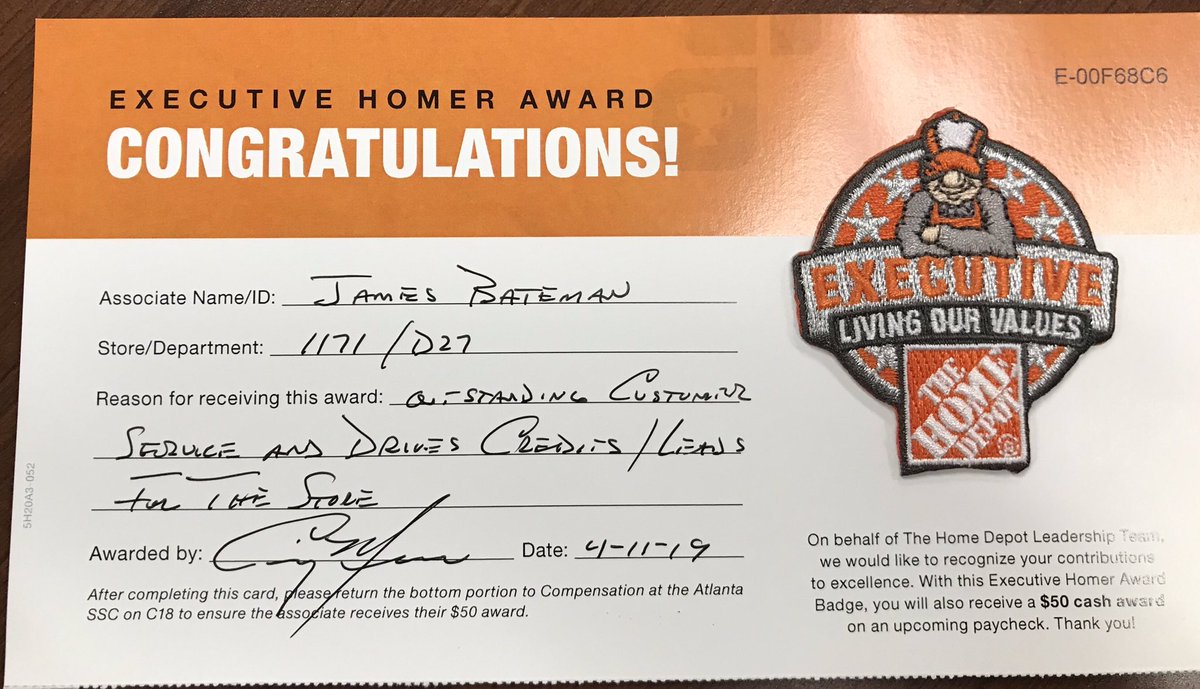 E-00F68C6
EXECUTIVE HOMER AWARD
CONGRATULATIONS!
EXECUTIVE
LIVING OUR VALUES
THE
HOME
DEPOT
Associate Name/ID: JAMES BATEMAN
Store/Department: 1171/D27
Reason for receiving this award: OUTSTANDING CUSTOMER
SERVICE AND DRIVES CREDITS/LEADS
FOR THE STORE
Awarded by:
Date: 4-11-19
After completing this card, please return the bottom portion to Compensation at the Atlanta
SSC on C18 to ensure the associate receives their $50 award.
On behalf of The Home Depot Leadership Team,
we would like to recognize your contributions
to excellence. With this Executive Homer Award
Badge, you will also receive a $50 cash award
on an upcoming paycheck. Thank you!
5H20A3-052